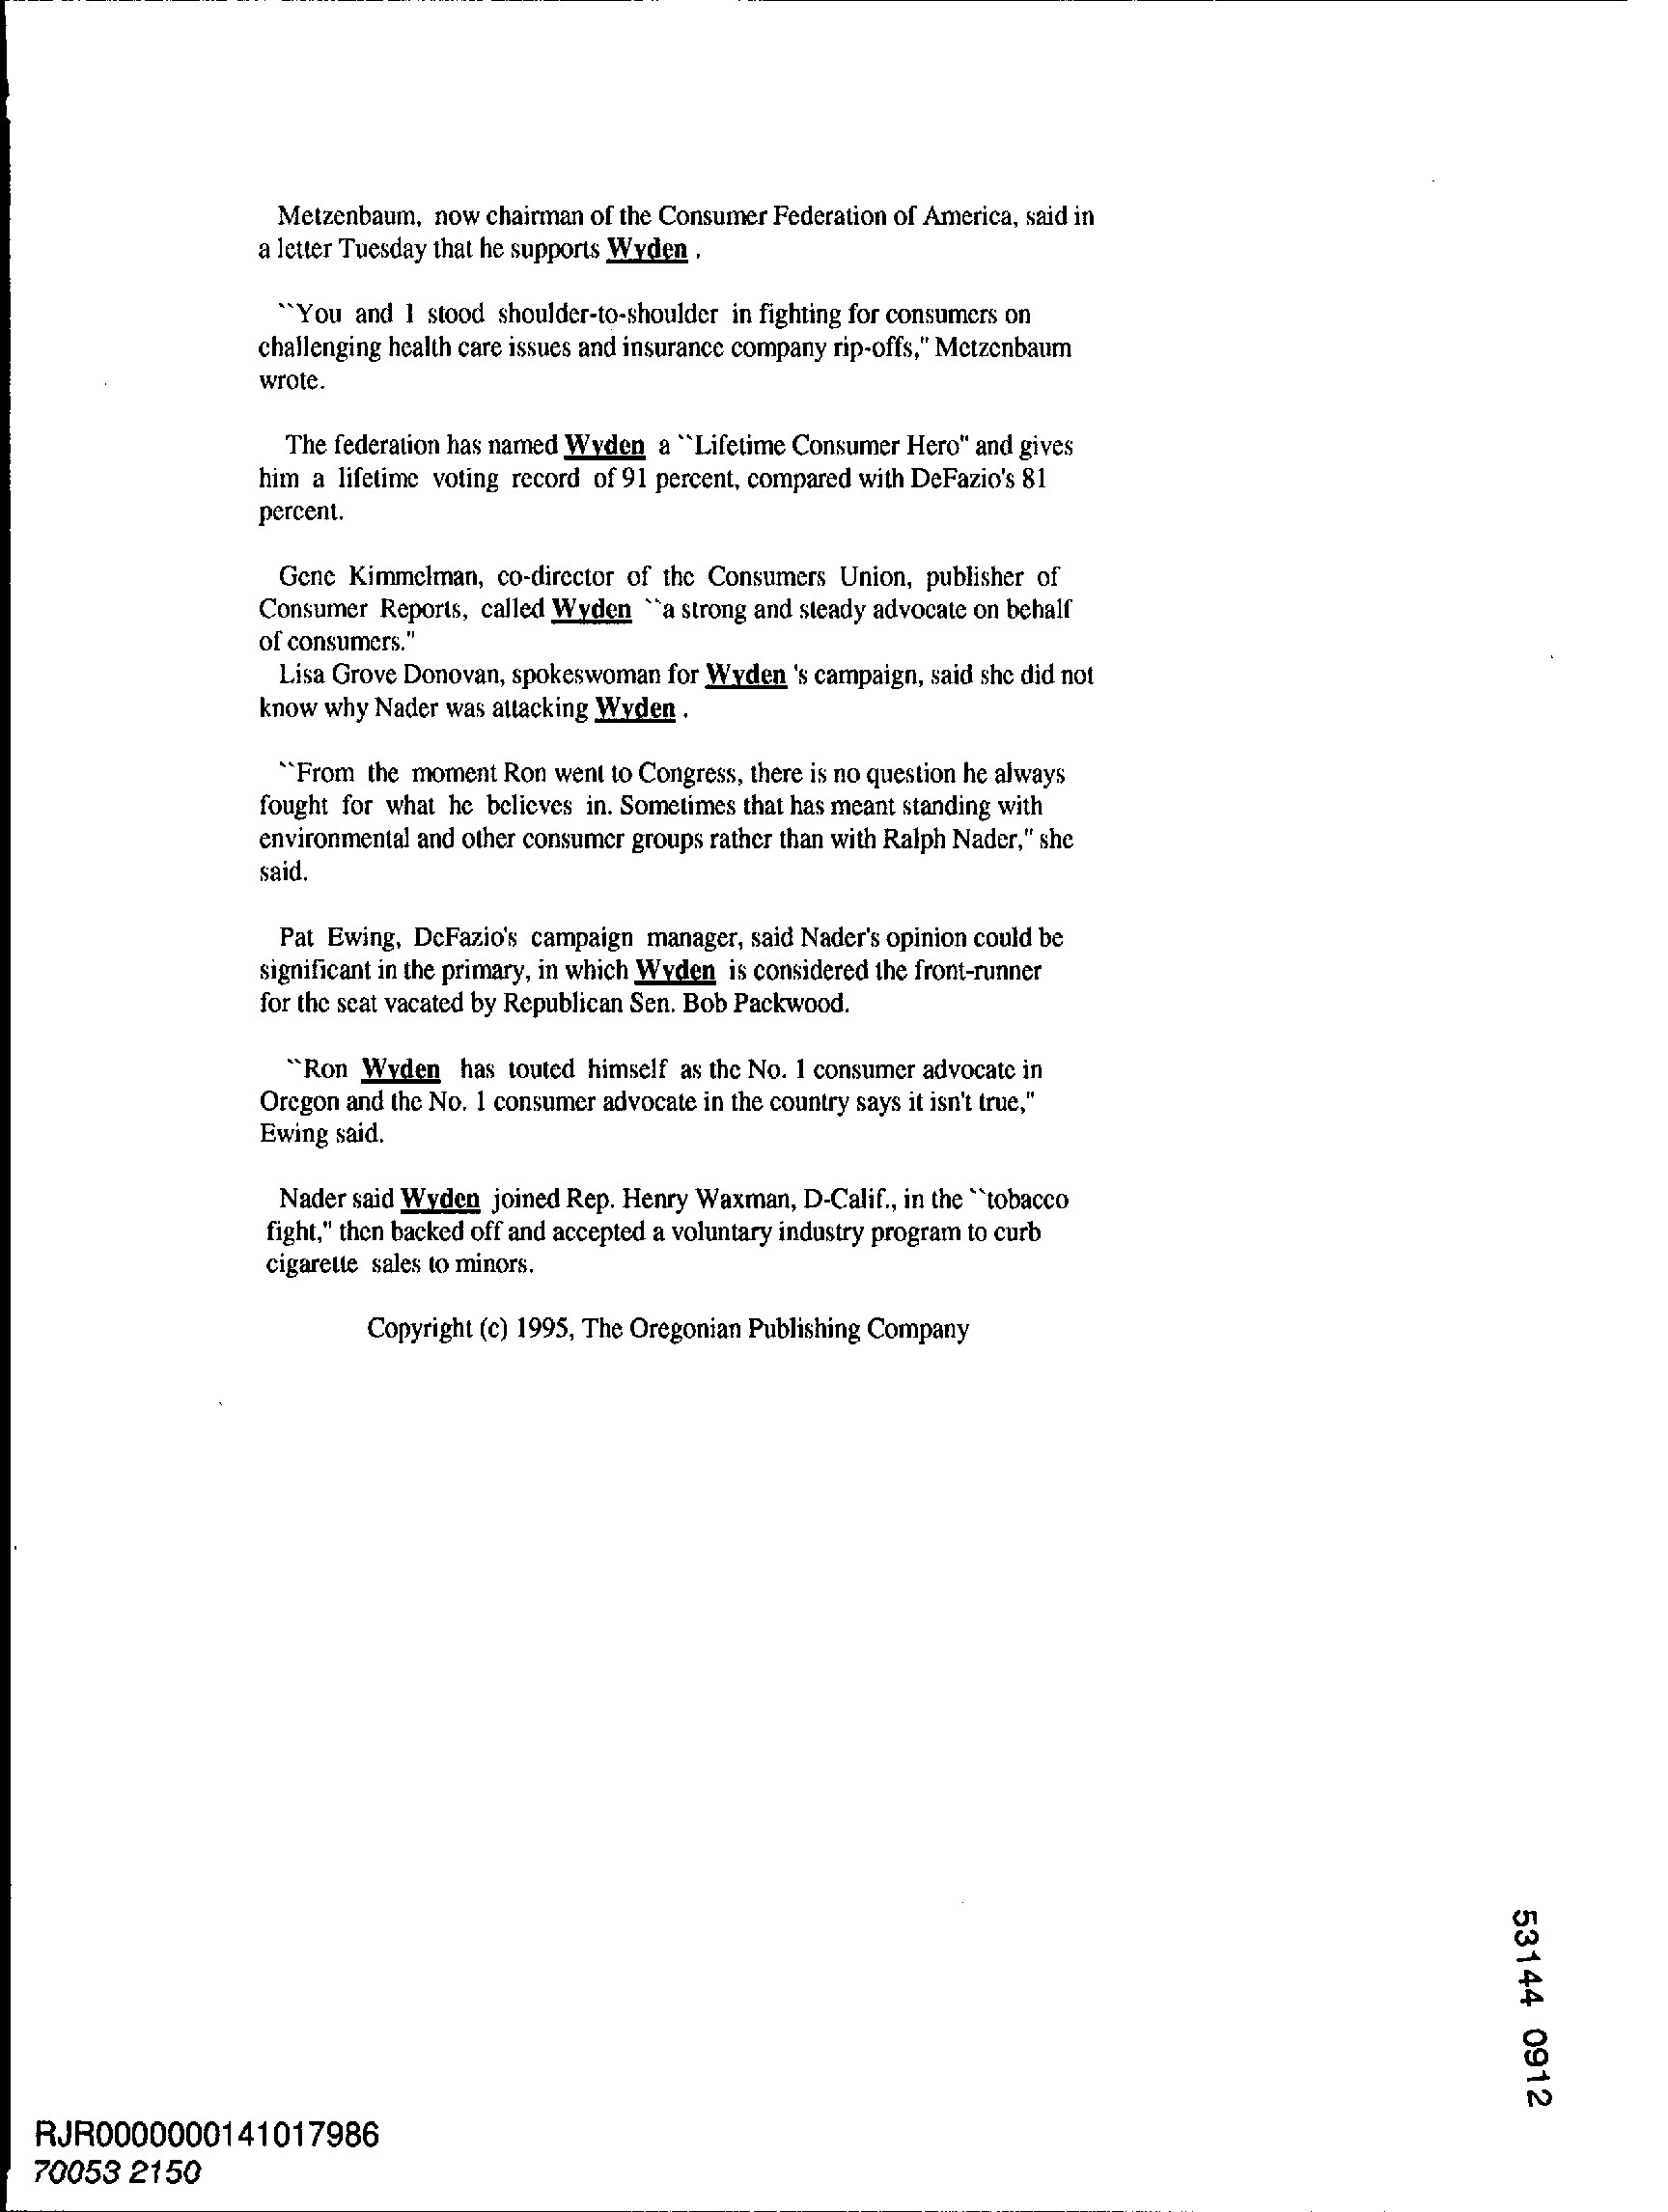 Metzenbaum, now chairman of the Consumer Federation of America, said in
a letter Tuesday that he supports Wyden .
``You and I stood shoulder-to-shoulder in fighting for consumers on
challenging health care issues and insurance company rip-offs," Metzenbaum
wrote.
The federation has named Wyden a ``Lifetime Consumer Hero" and gives
him a lifetime voting record of 91 percent, compared with DeFazio's 81
percent.
Gene Kimmelman, co-director of the Consumers Union, publisher of
Consumer Reports, called Wyden ``a strong and steady advocate on behalf
of consumers."
Lisa Grove Donovan, spokeswoman for Wyden 's campaign, said she did not
know why Nader was attacking Wyden .
``From the moment Ron went to Congress, there is no question he always
fought for what he believes in. Sometimes that has meant standing with
environmental and other consumer groups rather than with Ralph Nader," she
said.
Pat Ewing, DeFazio's campaign manager, said Nader's opinion could be
significant in the primary, in which Wyden is considered the front-runner
for the seat vacated by Republican Sen. Bob Packwood.
``Ron Wyden has touted himself as the No. 1 consumer advocate in
Oregon and the No. 1 consumer advocate in the country says it isn't true,"
Ewing said.
Nader said Wyden joined Rep. Henry Waxman, D-Calif., in the ``tobacco
fight," then backed off and accepted a voluntary industry program to curb
cigarette sales to minors.
Copyright (c) 1995, The Oregonian Publishing Company
53144 0912
RJR0000000141017986
70053 2150